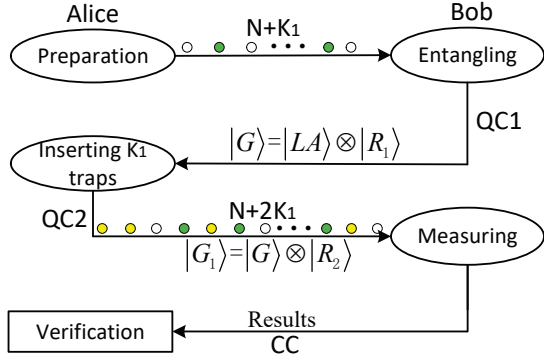 Alice Bob
N+K1
Preparation Entangling
QC1
|G⟩=|LA⟩⊗|R₁⟩
Inserting K1
traps
QC2
N+2K1
|G₁⟩=|G⟩⊗|R₂⟩
Measuring
Results
Verification
CC